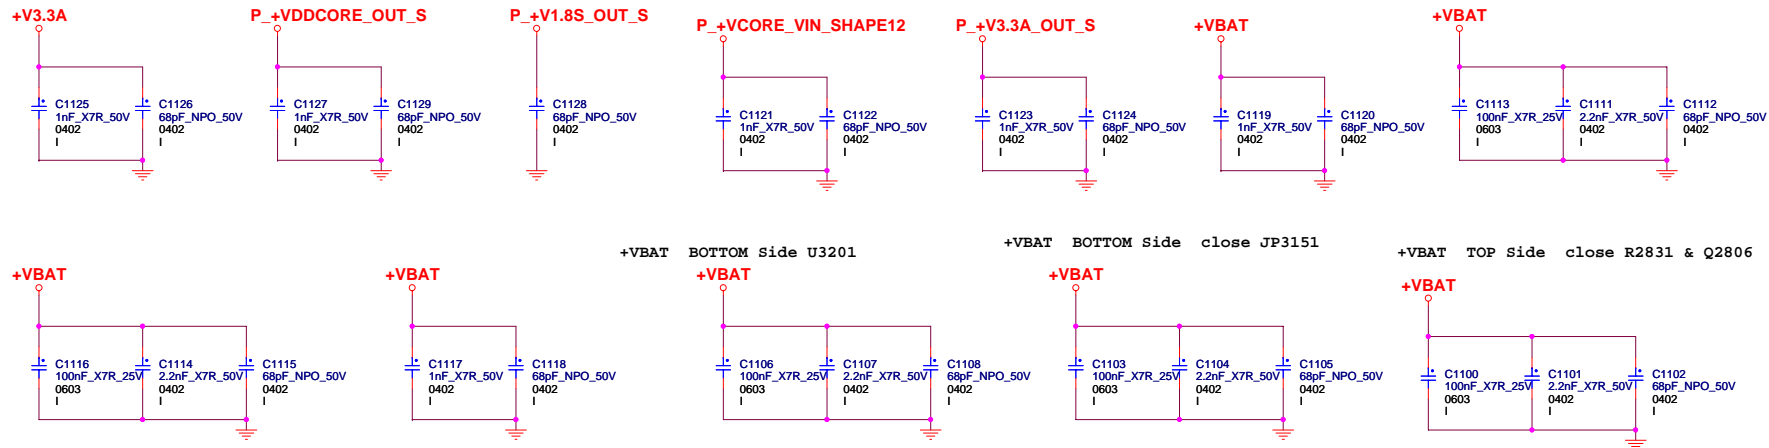 +V3.3A
P_+VDDCORE_OUT_S
P_+V1.8S_OUT_S
P_+VCORE_VIN_SHAPE12
P_+V3.3A_OUT_S
+VBAT
+VBAT
C1125
1nF_X7R_50V
0402
I
C1126
68pF_NPO_50V
0402
I
C1127
1nF_X7R_50V
0402
I
C1129
68pF_NPO_50V
0402
I
C1128
68pF_NPO_50V
0402
I
C1121
1nF_X7R_50V
0402
I
C1122
68pF_NPO_50V
0402
I
C1123
1nF_X7R_50V
0402
I
C1124
68pF_NPO_50V
0402
I
C1119
1nF_X7R_50V
0402
I
C1120
68pF_NPO_50V
0402
I
C1113
100nF_X7R_25V
0603
I
C1111
2.2nF_X7R_50V
0402
I
C1112
68pF_NPO_50V
0402
I
+VBAT BOTTOM Side U3201
+VBAT BOTTOM Side close JP3151
+VBAT TOP Side close R2831 & Q2806
+VBAT
+VBAT
+VBAT
+VBAT
+VBAT
C1116
100nF_X7R_25V
0603
I
C1114
2.2nF_X7R_50V
0402
I
C1115
68pF_NPO_50V
0402
I
C1117
1nF_X7R_50V
0402
I
C1118
68pF_NPO_50V
0402
I
C1106
100nF_X7R_25V
0603
I
C1107
2.2nF_X7R_50V
0402
I
C1108
68pF_NPO_50V
0402
I
C1103
100nF_X7R_25V
0603
I
C1104
2.2nF_X7R_50V
0402
I
C1105
68pF_NPO_50V
0402
I
C1100
100nF_X7R_25V
0603
I
C1101
2.2nF_X7R_50V
0402
I
C1102
68pF_NPO_50V
0402
I